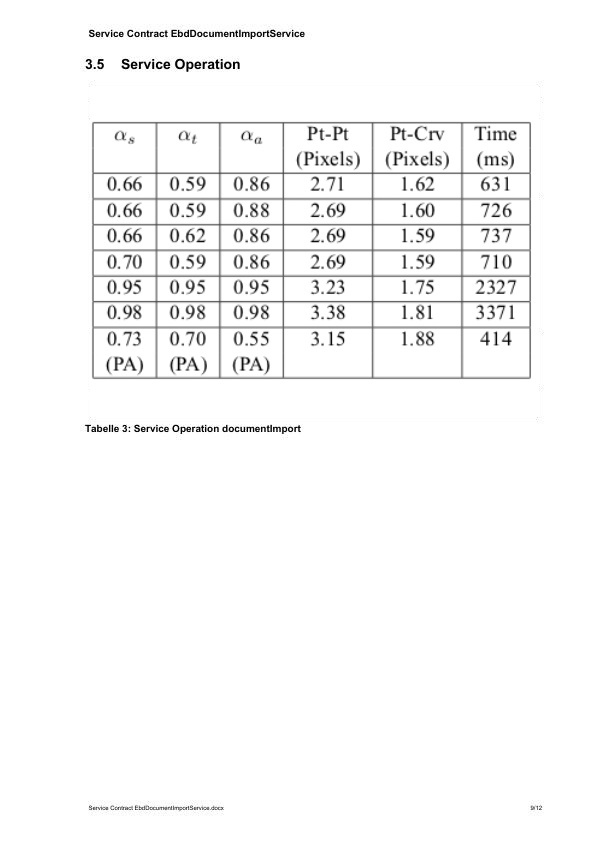 Service Contract EbdDocumentImportService
3.5 Service Operation
αs αt αa Pt-Pt Pt-Crv Time
(Pixels) (Pixels) (ms)
0.66 0.59 0.86 2.71 1.62 631
0.66 0.59 0.88 2.69 1.60 726
0.66 0.62 0.86 2.69 1.59 737
0.70 0.59 0.86 2.69 1.59 710
0.95 0.95 0.95 3.23 1.75 2327
0.98 0.98 0.98 3.38 1.81 3371
0.73 0.70 0.55 3.15 1.88 414
(PA) (PA) (PA)
Tabelle 3: Service Operation documentImport
Service Contract EbdDocumentImportService.docx 9/12